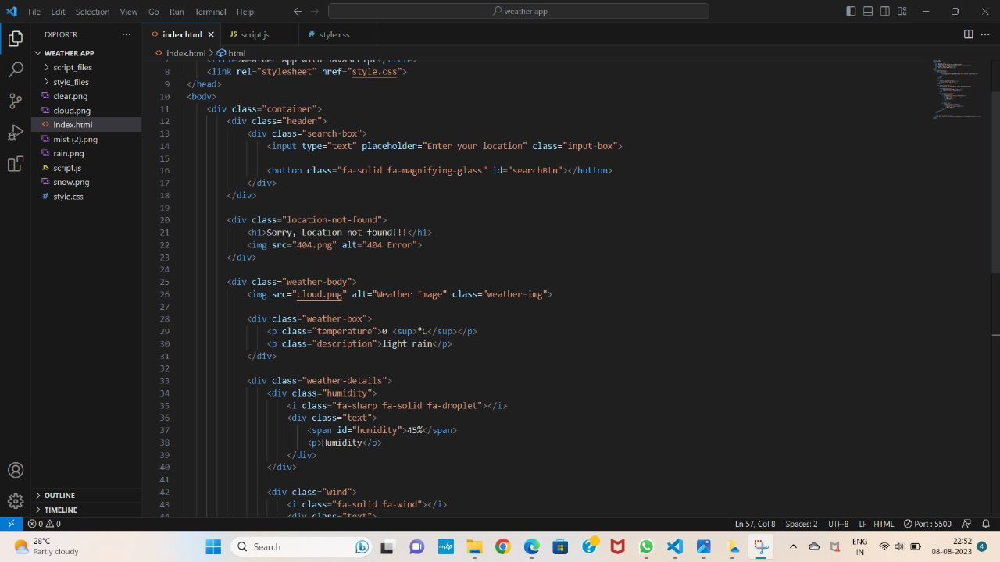 File Edit Selection View Go Run Terminal Help
weather app
EXPLORER
index.html
JS script.js
# style.css
WEATHER APP
index.html > html
script_files
style_files
clear.png
cloud.png
index.html
mist (2).png
rain.png
JS script.js
snow.png
# style.css
7 <title>Weather App with JavaScript</title>
8 <link rel="stylesheet" href="style.css">
9 </head>
10 <body>
11 <div class="container">
12 <div class="header">
13 <div class="search-box">
14 <input type="text" placeholder="Enter your location" class="input-box">
15
16 <button class="fa-solid fa-magnifying-glass" id="searchBtn"></button>
17 </div>
18 </div>
19
20 <div class="location-not-found">
21 <h1>Sorry, Location not found!!!</h1>
22 <img src="404.png" alt="404 Error">
23 </div>
24
25 <div class="weather-body">
26 <img src="cloud.png" alt="Weather Image" class="weather-img">
27
28 <div class="weather-box">
29 <p class="temperature">0 <sup>°C</sup></p>
30 <p class="description">light rain</p>
31 </div>
32
33 <div class="weather-details">
34 <div class="humidity">
35 <i class="fa-sharp fa-solid fa-droplet"></i>
36 <div class="text">
37 <span id="humidity">45%</span>
38 <p>Humidity</p>
39 </div>
40 </div>
41
42 <div class="wind">
43 <i class="fa-solid fa-wind"></i>
44 <div class="text">
OUTLINE
TIMELINE
0 0
Ln 57, Col 8 Spaces: 2 UTF-8 LF HTML Port : 5500
28°C
Partly cloudy
Search
ENG
IN
22:52
08-08-2023
4